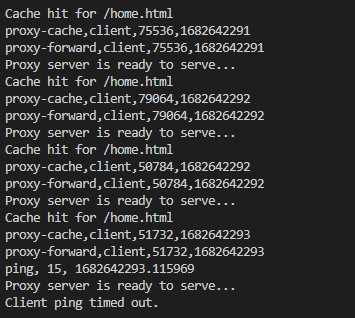 Cache hit for /home.html
proxy-cache,client,75536,1682642291
proxy-forward,client,75536,1682642291
Proxy server is ready to serve...
Cache hit for /home.html
proxy-cache,client,79064,1682642292
proxy-forward,client,79064,1682642292
Proxy server is ready to serve...
Cache hit for /home.html
proxy-cache,client,50784,1682642292
proxy-forward,client,50784,1682642292
Proxy server is ready to serve...
Cache hit for /home.html
proxy-cache,client,51732,1682642293
proxy-forward,client,51732,1682642293
ping, 15, 1682642293.115969
Proxy server is ready to serve...
Client ping timed out.